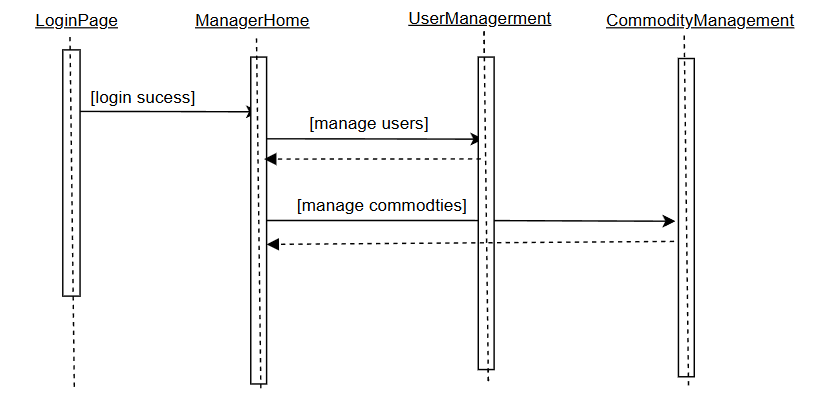 LoginPage
ManagerHome
UserManagerment
CommodityManagement
[login sucess]
[manage users]
[manage commodties]